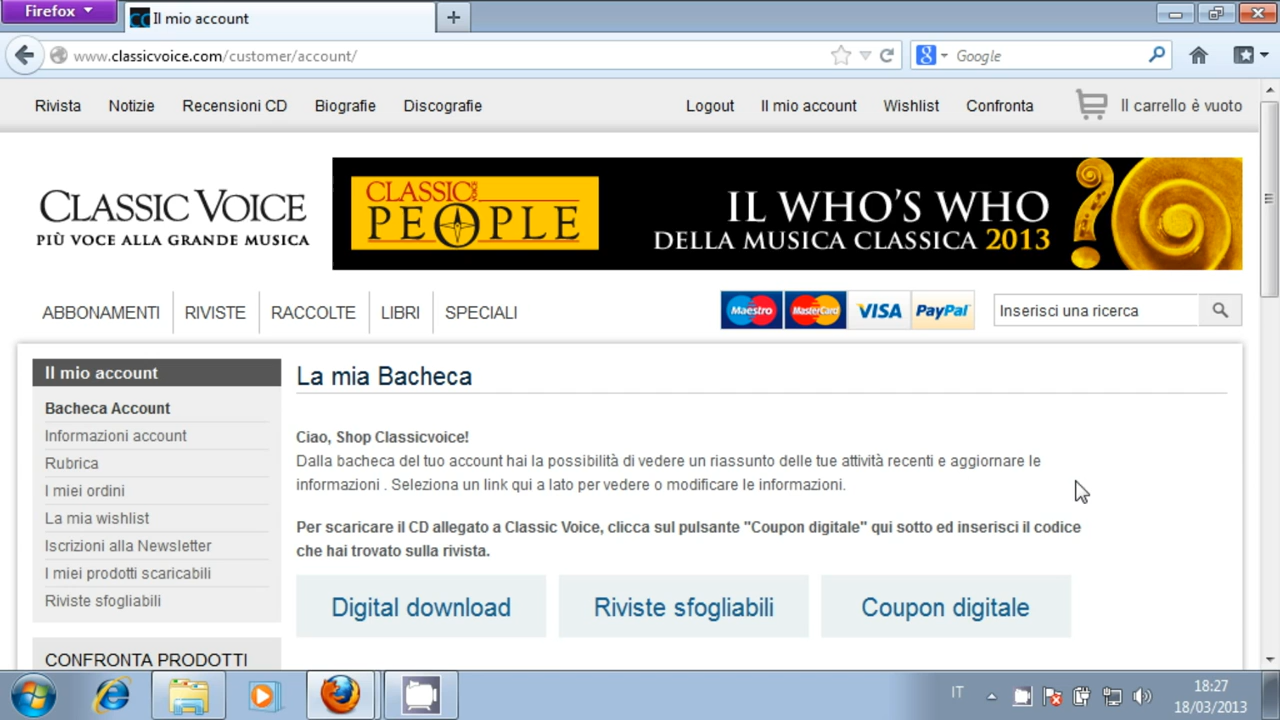 Firefox
Il mio account
www.classicvoice.com/customer/account/
Google
Rivista Notizie Recensioni CD Biografie Discografie Logout Il mio account Wishlist Confronta Il carrello è vuoto
CLASSIC VOICE
PIÙ VOCE ALLA GRANDE MUSICA
CLASSIC VOICE
PEOPLE
IL WHO'S WHO
DELLA MUSICA CLASSICA 2013
ABBONAMENTI RIVISTE RACCOLTE LIBRI SPECIALI
Maestro MasterCard VISA PayPal
Inserisci una ricerca
Il mio account
Bacheca Account
Informazioni account
Rubrica
I miei ordini
La mia wishlist
Iscrizioni alla Newsletter
I miei prodotti scaricabili
Riviste sfogliabili
CONFRONTA PRODOTTI
La mia Bacheca
Ciao, Shop Classicvoice!
Dalla bacheca del tuo account hai la possibilità di vedere un riassunto delle tue attività recenti e aggiornare le
informazioni . Seleziona un link qui a lato per vedere o modificare le informazioni.
Per scaricare il CD allegato a Classic Voice, clicca sul pulsante "Coupon digitale" qui sotto ed inserisci il codice
che hai trovato sulla rivista.
Digital download Riviste sfogliabili Coupon digitale
IT
18:27
18/03/2013